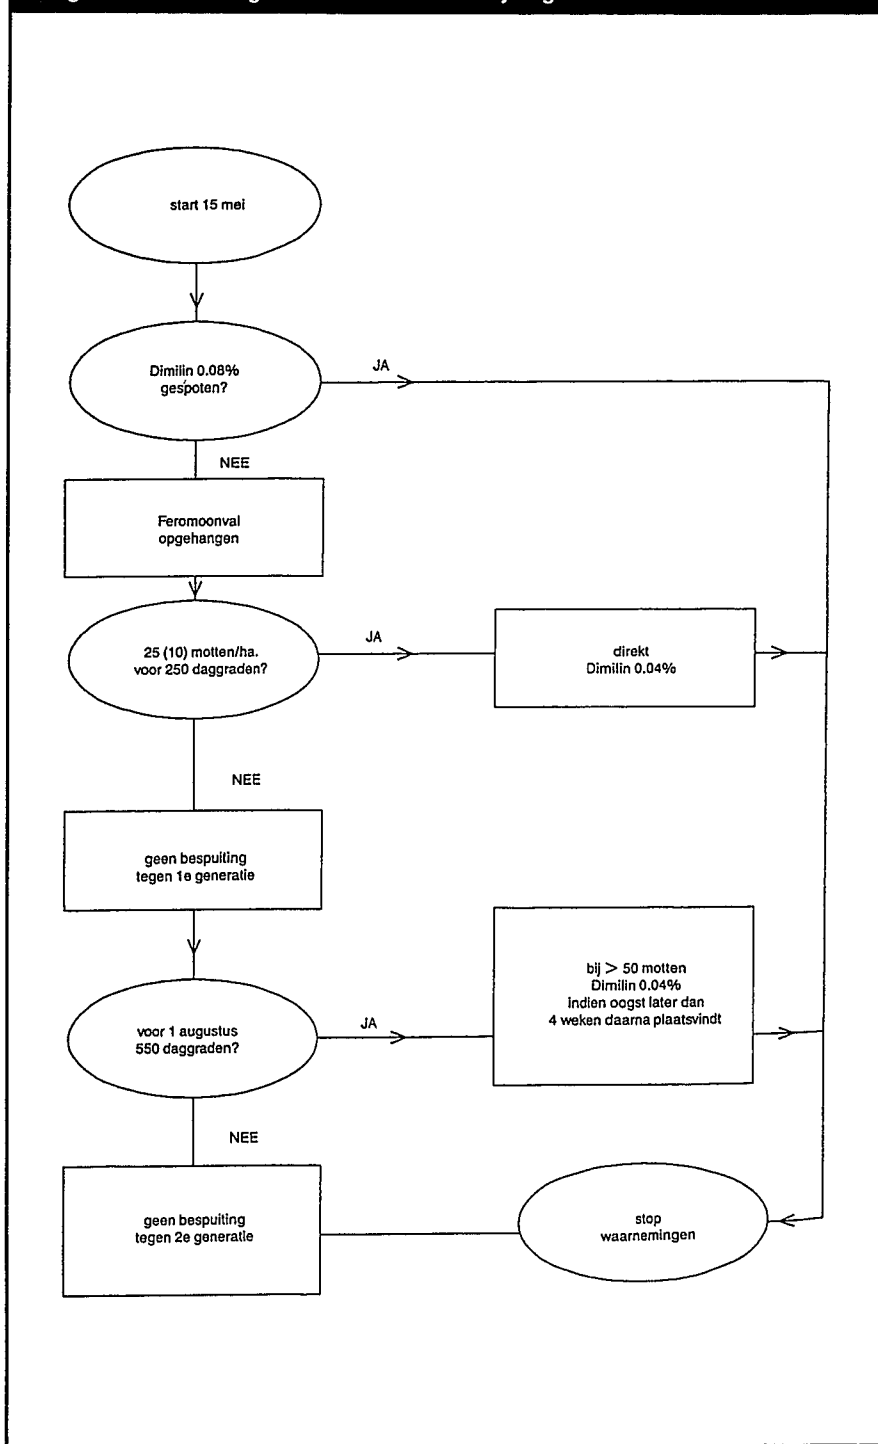 start 15 mei
Dimilin 0.08%
gespoten?
JA
NEE
Feromoonval
opgehangen
25 (10) motten/ha.
voor 250 daggraden?
JA
direkt
Dimilin 0.04%
NEE
geen bespuiting
tegen 1e generatie
bij > 50 motten
Dimilin 0.04%
indien oogst later dan
4 weken daarna plaatsvindt
voor 1 augustus
550 daggraden?
JA
NEE
geen bespuiting
tegen 2e generatie
stop
waarnemingen